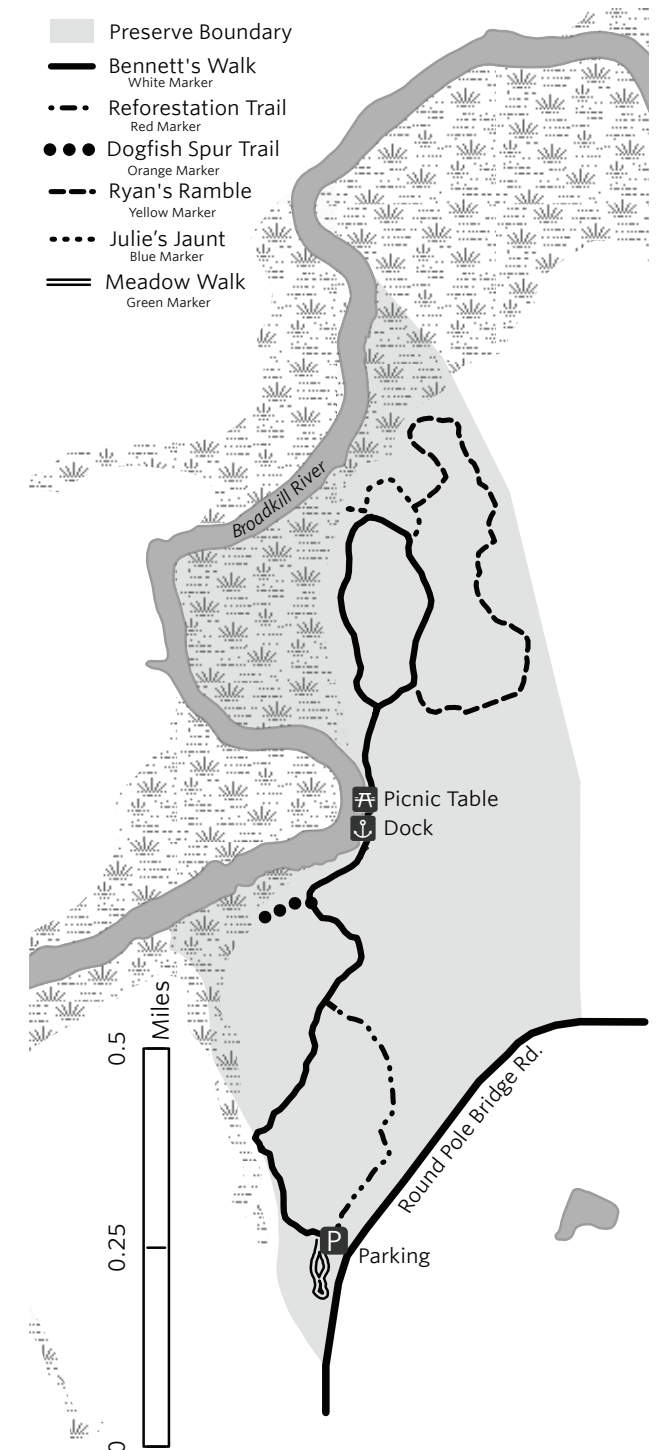 Preserve Boundary
Bennett's Walk
White Marker
Reforestation Trail
Red Marker
Dogfish Spur Trail
Orange Marker
Ryan's Ramble
Yellow Marker
Julie's Jaunt
Blue Marker
Meadow Walk
Green Marker
Broadkill River
Picnic Table
Dock
Miles
0.5
0.25
0
Round Pole Bridge Rd.
P
Parking